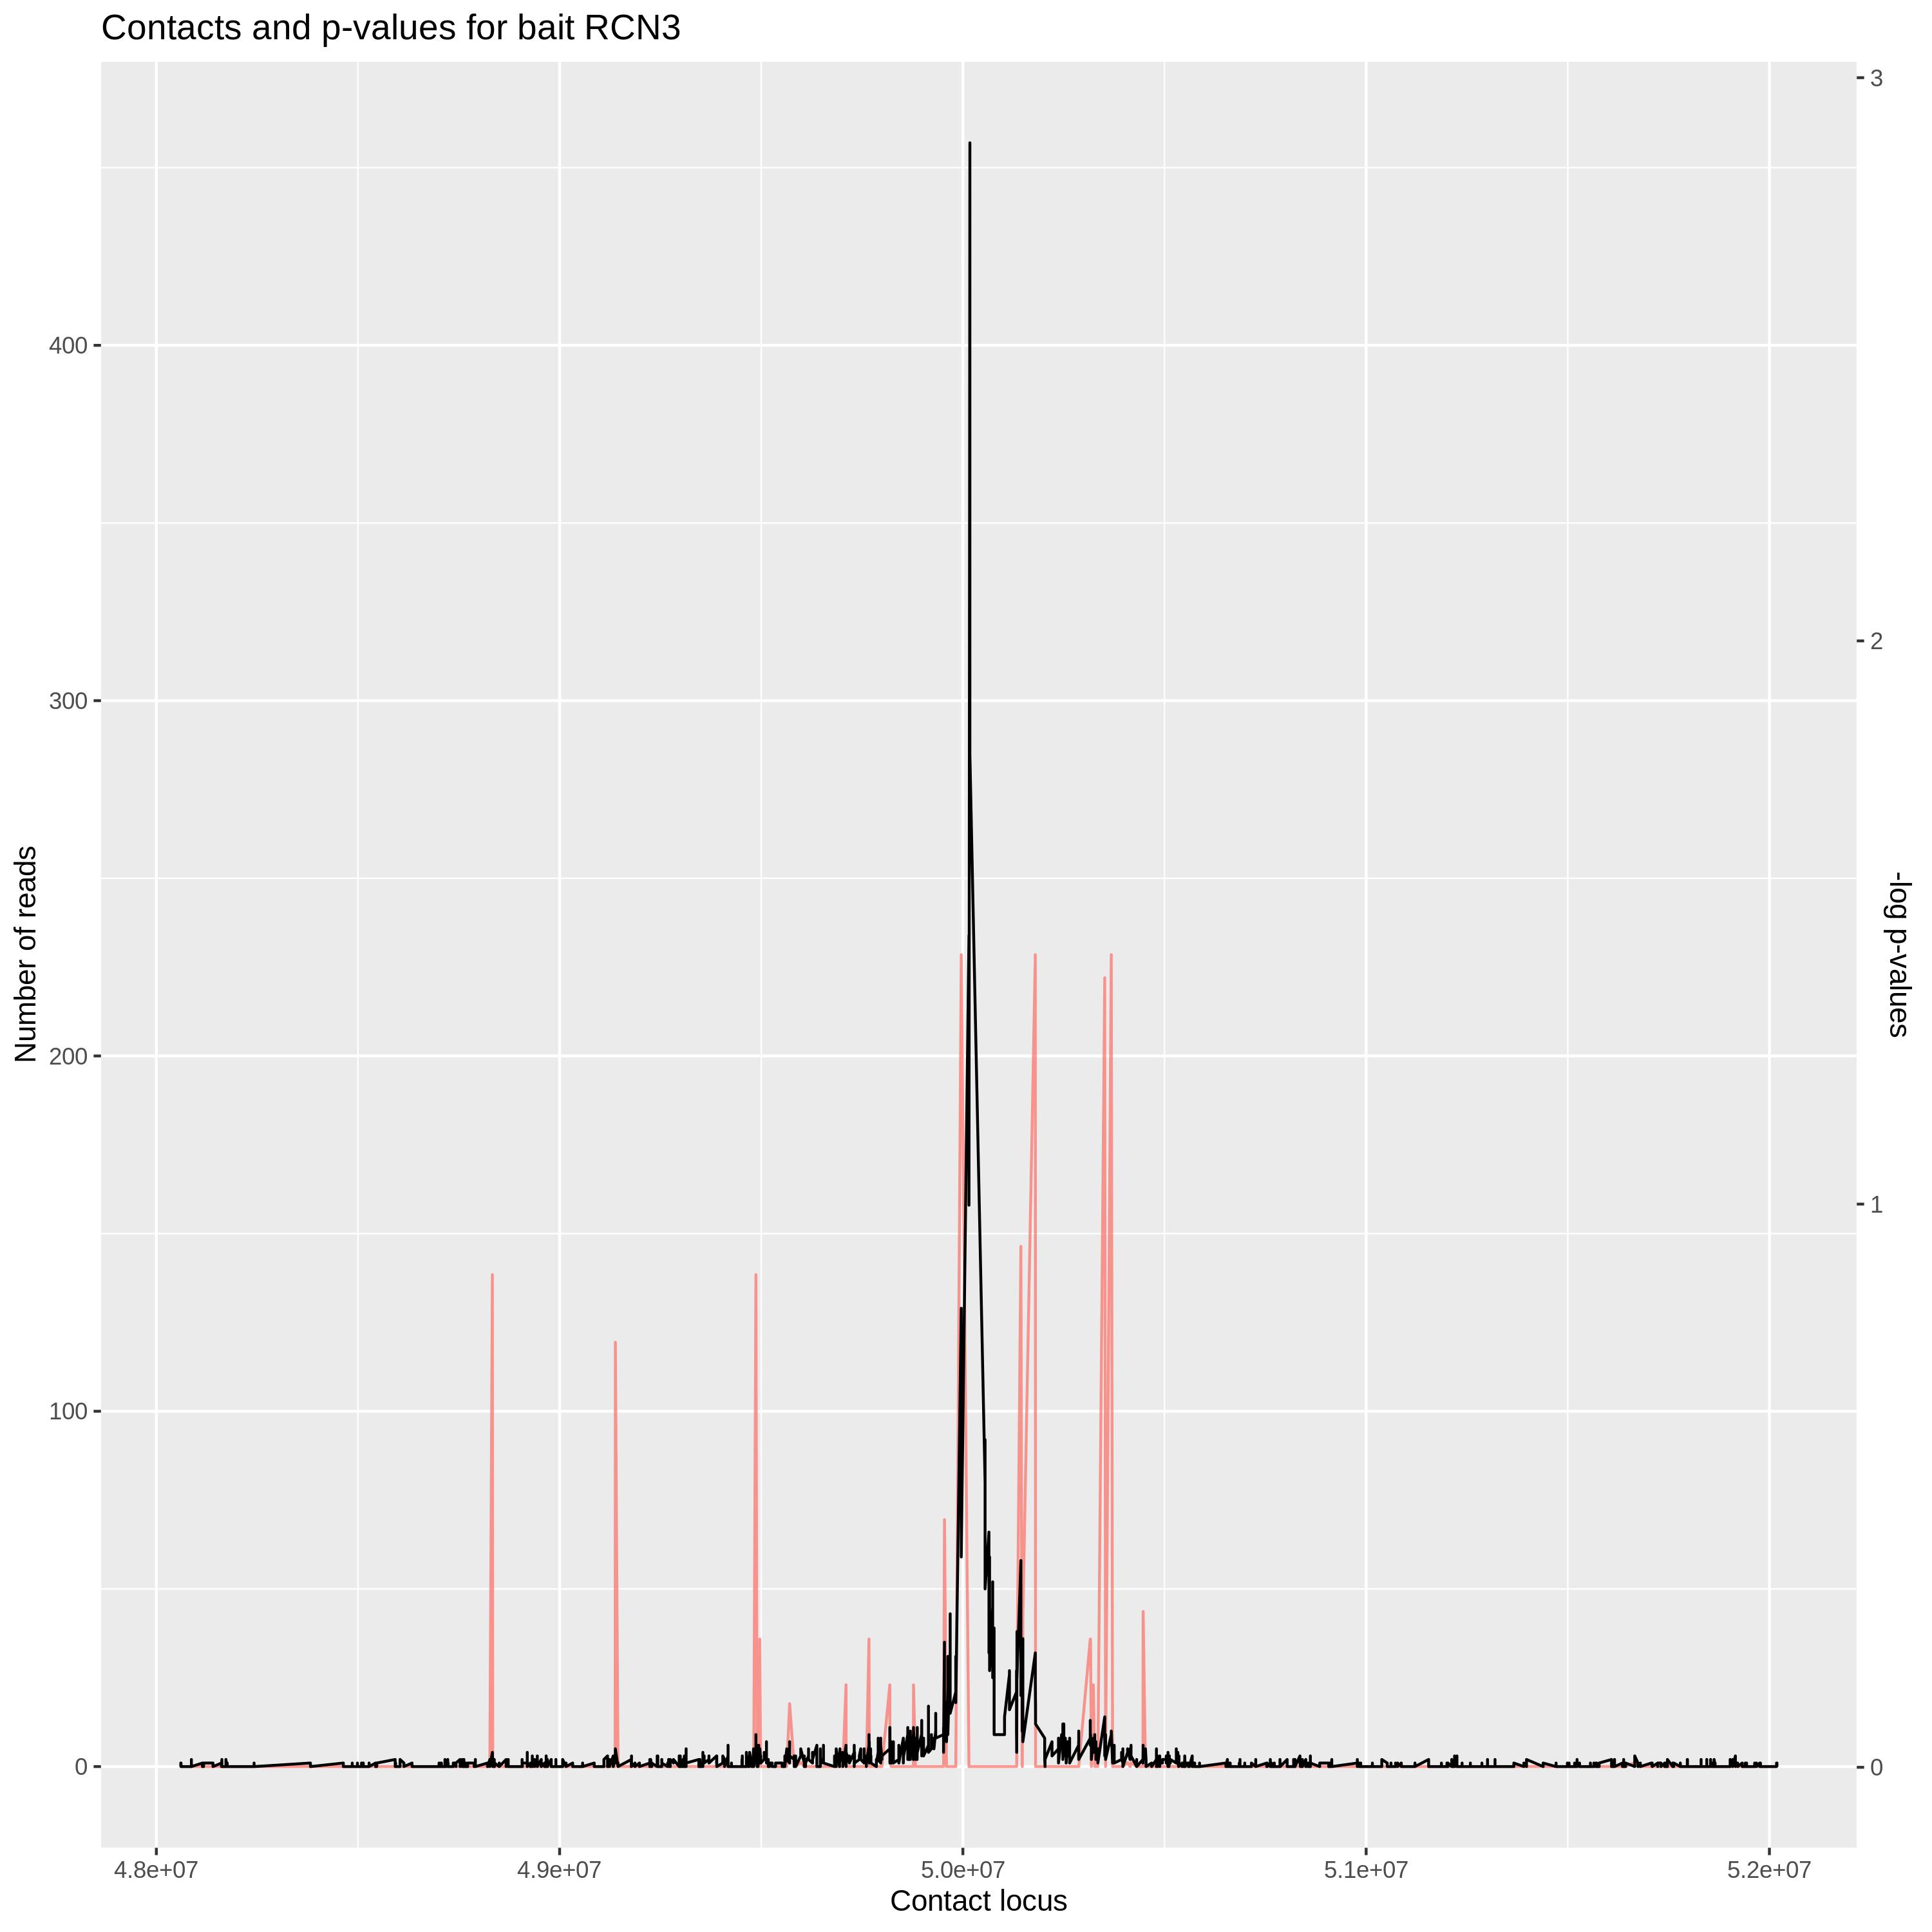 Contacts and p-values for bait RCN3
3
400
2
300
Number of reads
-log p-values
200
1
100
0
0
4.8e+07
4.9e+07
5.0e+07
5.1e+07
5.2e+07
Contact locus